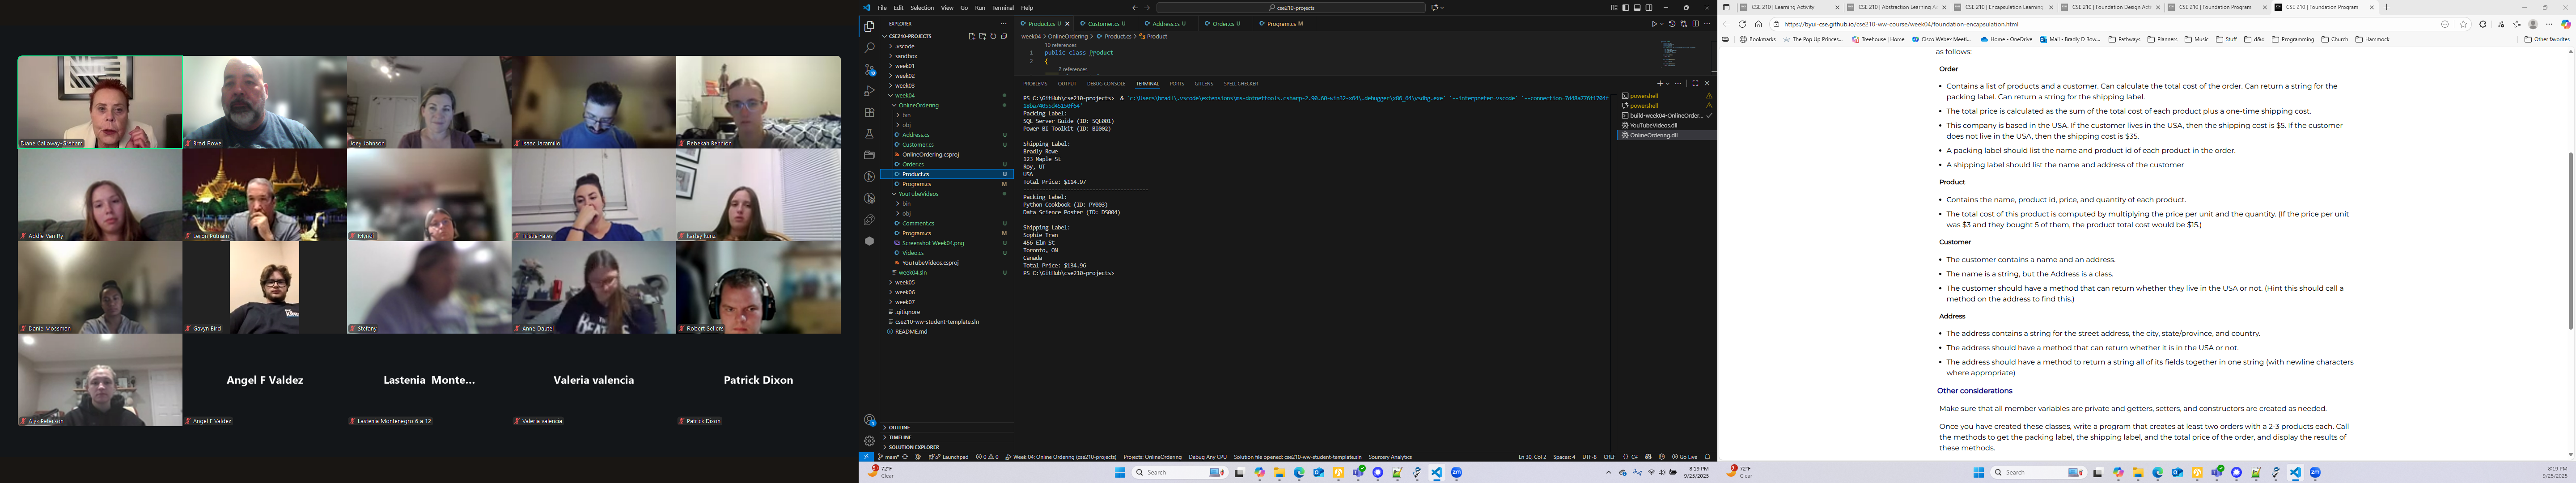 Diane Calloway-Graham
Brad Rowe
Joey Johnson
Isaac Jaramillo
Rebekah Bennion
Addie Van Ry
Leron Putnam
Myndi
Tristie Yates
karley kunz
Danie Mossman
Gavyn Bird
Stefany
Anne Dautel
Robert Sellers
Alyx Peterson
Angel F Valdez
Angel F Valdez
Lastenia Monte...
Lastenia Montenegro 6 a 12
Valeria valencia
Valeria valencia
Patrick Dixon
Patrick Dixon
File Edit Selection View Go Run Terminal Help
cse210-projects
EXPLORER
CSE210-PROJECTS
.vscode
sandbox
week01
week02
week03
week04
OnlineOrdering
bin
obj
Address.cs U
Customer.cs U
OnlineOrdering.csproj
Order.cs U
Product.cs U
Program.cs M
YouTubeVideos
bin
obj
Comment.cs U
Program.cs M
Screenshot Week04.png U
Video.cs U
YouTubeVideos.csproj
week04.sln U
week05
week06
week07
.gitignore
cse210-ww-student-template.sln
README.md
OUTLINE
TIMELINE
SOLUTION EXPLORER
Product.cs U
Customer.cs U
Address.cs U
Order.cs U
Program.cs M
week04 > OnlineOrdering > Product.cs > Product
10 references
1 public class Product
2 {
2 references
PROBLEMS OUTPUT DEBUG CONSOLE TERMINAL PORTS GITLENS SPELL CHECKER
PS C:\GitHub\cse210-projects> & 'c:\Users\bradl\.vscode\extensions\ms-dotnettools.csharp-2.90.60-win32-x64\.debugger\x86_64\vsdbg.exe' '--interpreter=vscode' '--connection=7d48a776f1704f
18ba74055d45150f64'
Packing Label:
SQL Server Guide (ID: SQL001)
Power BI Toolkit (ID: BI002)
Shipping Label:
Bradly Rowe
123 Maple St
Roy, UT
USA
Total Price: $114.97
----------------------------------------
Packing Label:
Python Cookbook (ID: PY003)
Data Science Poster (ID: DS004)
Shipping Label:
Sophie Tran
456 Elm St
Toronto, ON
Canada
Total Price: $134.96
PS C:\GitHub\cse210-projects>
powershell
powershell
build-week04-OnlineOrder...
YouTubeVideos.dll
OnlineOrdering.dll
main* Launchpad 0 0 Week 04: Online Ordering (cse210-projects) Projects: OnlineOrdering Debug Any CPU Solution file opened: cse210-ww-student-template.sln Sourcery Analytics
Ln 30, Col 2 Spaces: 4 UTF-8 CRLF {} C# Go Live
72°F
Clear
Search
8:19 PM
9/25/2025
CSE 210 | Learning Activity
CSE 210 | Abstraction Learning A
CSE 210 | Encapsulation Learning
CSE 210 | Foundation Design Acti
CSE 210 | Foundation Program
CSE 210 | Foundation Program
https://byui-cse.github.io/cse210-ww-course/week04/foundation-encapsulation.html
Bookmarks The Pop Up Princes... Treehouse | Home Cisco Webex Meeti... Home - OneDrive Mail - Bradly D Row... Pathways Planners Music Stuff d&d Programming Church Hammock Other favorites
as follows:
Order
• Contains a list of products and a customer. Can calculate the total cost of the order. Can return a string for the
packing label. Can return a string for the shipping label.
• The total price is calculated as the sum of the total cost of each product plus a one-time shipping cost.
• This company is based in the USA. If the customer lives in the USA, then the shipping cost is $5. If the customer
does not live in the USA, then the shipping cost is $35.
• A packing label should list the name and product id of each product in the order.
• A shipping label should list the name and address of the customer
Product
• Contains the name, product id, price, and quantity of each product.
• The total cost of this product is computed by multiplying the price per unit and the quantity. (If the price per unit
was $3 and they bought 5 of them, the product total cost would be $15.)
Customer
• The customer contains a name and an address.
• The name is a string, but the Address is a class.
• The customer should have a method that can return whether they live in the USA or not. (Hint this should call a
method on the address to find this.)
Address
• The address contains a string for the street address, the city, state/province, and country.
• The address should have a method that can return whether it is in the USA or not.
• The address should have a method to return a string all of its fields together in one string (with newline characters
where appropriate)
Other considerations
Make sure that all member variables are private and getters, setters, and constructors are created as needed.
Once you have created these classes, write a program that creates at least two orders with a 2-3 products each. Call
the methods to get the packing label, the shipping label, and the total price of the order, and display the results of
these methods.
72°F
Clear
Search
8:19 PM
9/25/2025